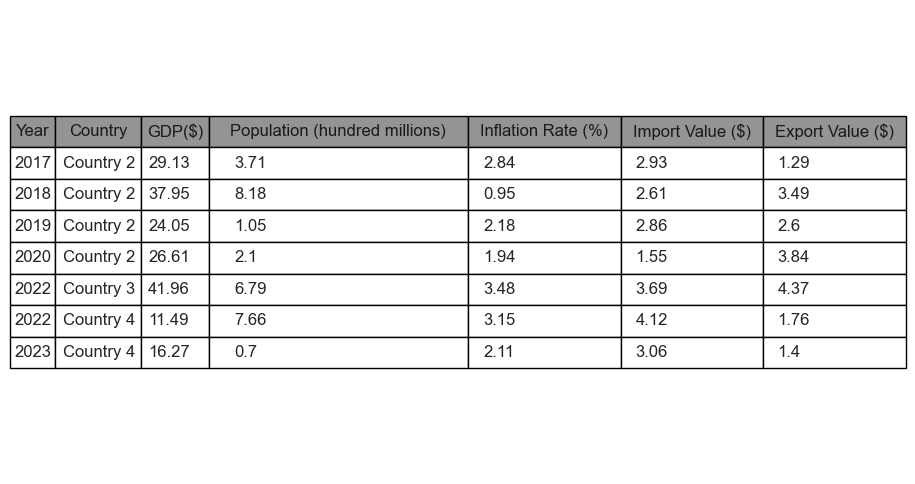 Year Country GDP($) Population (hundred millions) Inflation Rate (%) Import Value ($) Export Value ($)
2017 Country 2 29.13 3.71 2.84 2.93 1.29
2018 Country 2 37.95 8.18 0.95 2.61 3.49
2019 Country 2 24.05 1.05 2.18 2.86 2.6
2020 Country 2 26.61 2.1 1.94 1.55 3.84
2022 Country 3 41.96 6.79 3.48 3.69 4.37
2022 Country 4 11.49 7.66 3.15 4.12 1.76
2023 Country 4 16.27 0.7 2.11 3.06 1.4